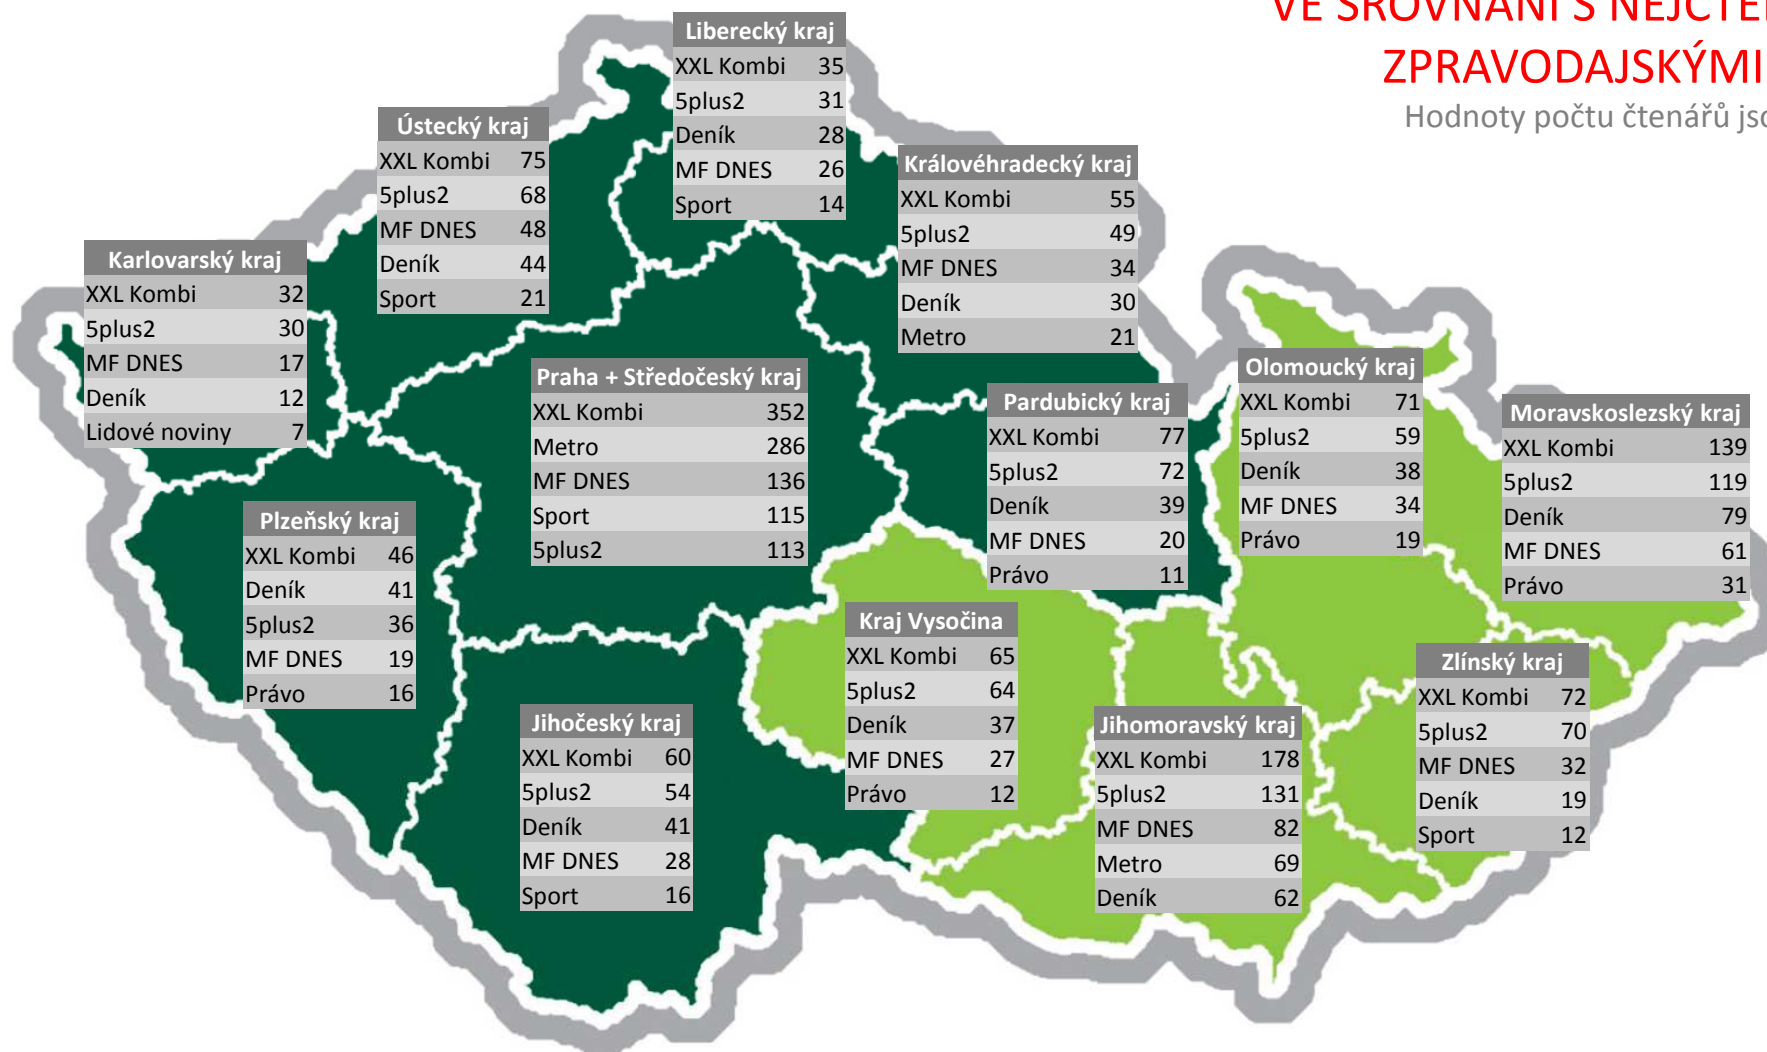 VE SROVNÁNÍ S
ZPRAVODAJSKÝMI
Hodnoty počtu čtenářů
Liberecký kraj
XXL Kombi 35
5plus2 31
Deník 28
MF DNES 26
Sport 14
Ústecký kraj
XXL Kombi 75
5plus2 68
MF DNES 48
Deník 44
Sport 21
Královéhradecký kraj
XXL Kombi 55
5plus2 49
MF DNES 34
Deník 30
Metro 21
Karlovarský kraj
XXL Kombi 32
5plus2 30
MF DNES 17
Deník 12
Lidové noviny 7
Praha + Středočeský kraj
XXL Kombi 352
Metro 286
MF DNES 136
Sport 115
5plus2 113
Pardubický kraj
XXL Kombi 77
5plus2 72
Deník 39
MF DNES 20
Právo 11
Olomoucký kraj
XXL Kombi 71
5plus2 59
Deník 38
MF DNES 34
Právo 19
Moravskoslezský kraj
XXL Kombi 139
5plus2 119
Deník 79
MF DNES 61
Právo 31
Plzeňský kraj
XXL Kombi 46
Deník 41
5plus2 36
MF DNES 19
Právo 16
Kraj Vysočina
XXL Kombi 65
5plus2 64
Deník 37
MF DNES 27
Právo 12
Zlínský kraj
XXL Kombi 72
5plus2 70
MF DNES 32
Deník 19
Sport 12
Jihočeský kraj
XXL Kombi 60
5plus2 54
Deník 41
MF DNES 28
Sport 16
Jihomoravský kraj
XXL Kombi 178
5plus2 131
MF DNES 82
Metro 69
Deník 62